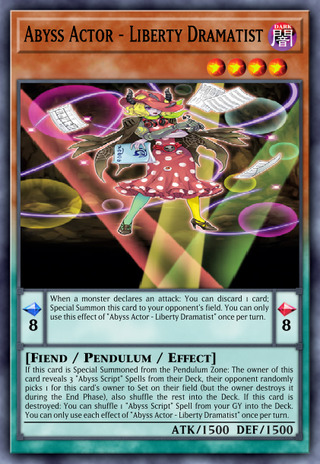 Abyss Actor - Liberty Dramatist
DARK
闇
When a monster declares an attack: You can discard 1 card;
Special Summon this card to your opponent's field. You can only
use this effect of "Abyss Actor - Liberty Dramatist" once per turn.
8
8
[Fiend / Pendulum / Effect]
If this card is Special Summoned from the Pendulum Zone: The owner of this
card reveals 3 "Abyss Script" Spells from their Deck, their opponent randomly
picks 1 for this card's owner to Set on their field (but the owner destroys it
during the End Phase), also shuffle the rest into the Deck. If this card is
destroyed: You can shuffle 1 "Abyss Script" Spell from your GY into the Deck.
You can only use each effect of "Abyss Actor - Liberty Dramatist" once per turn.
ATK/1500 DEF/1500